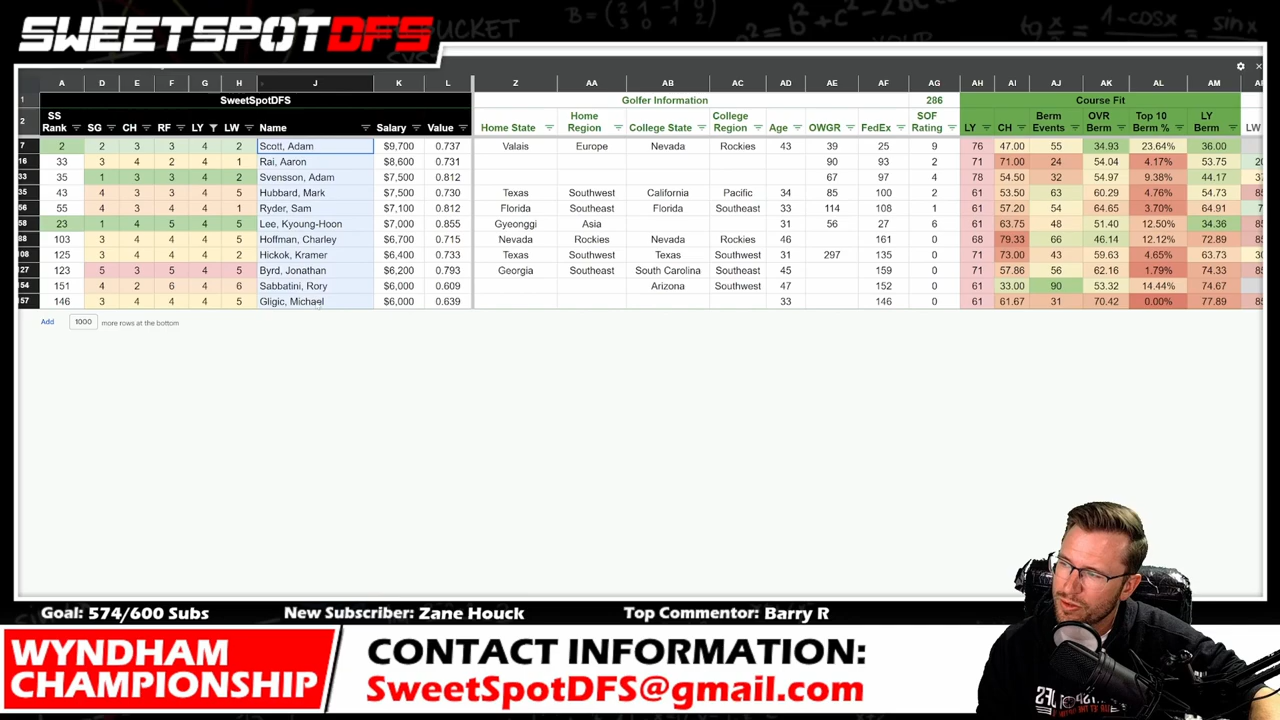 SWEETSPOTDFS
A D E F G H J K L Z AA AB AC AD AE AF AG AH AI AJ AK AL AM
1 SweetSpotDFS Golfer Information 286 Course Fit
2 SS Rank SG CH RF LY LW Name Salary Value Home State Home Region College State College Region Age OWGR FedEx SOF Rating LY CH Berm Events OVR Berm Top 10 Berm % LY Berm LW
7 2 2 3 3 4 2 Scott, Adam $9,700 0.737 Valais Europe Nevada Rockies 43 39 25 9 76 47.00 55 34.93 23.64% 36.00
16 33 3 4 2 4 1 Rai, Aaron $8,600 0.731 90 93 2 71 71.00 24 54.04 4.17% 53.75
33 35 1 3 3 4 2 Svensson, Adam $7,500 0.812 67 97 4 78 54.50 32 54.97 9.38% 44.17
35 43 4 3 3 4 5 Hubbard, Mark $7,500 0.730 Texas Southwest California Pacific 34 85 100 2 61 53.50 63 60.29 4.76% 54.73
56 55 4 3 4 4 1 Ryder, Sam $7,100 0.812 Florida Southeast Florida Southeast 33 114 108 1 61 57.20 54 64.65 3.70% 64.91
58 23 1 4 5 4 5 Lee, Kyoung-Hoon $7,000 0.855 Gyeonggi Asia 31 56 27 6 61 63.75 48 51.40 12.50% 34.36
88 103 3 4 4 4 5 Hoffman, Charley $6,700 0.715 Nevada Rockies Nevada Rockies 46 161 0 68 79.33 66 46.14 12.12% 72.89
108 125 3 4 4 4 2 Hickok, Kramer $6,400 0.733 Texas Southwest Texas Southwest 31 297 135 0 71 73.00 43 59.63 4.65% 63.73
127 123 5 3 5 4 5 Byrd, Jonathan $6,200 0.793 Georgia Southeast South Carolina Southeast 45 159 0 71 57.86 56 62.16 1.79% 74.33
154 151 4 2 6 4 6 Sabbatini, Rory $6,000 0.609 Arizona Southwest 47 152 0 61 33.00 90 53.32 14.44% 74.67
157 146 3 4 4 4 5 Gligic, Michael $6,000 0.639 33 146 0 61 61.67 31 70.42 0.00% 77.89
Add 1000 more rows at the bottom
Goal: 574/600 Subs New Subscriber: Zane Houck Top Commentor: Barry R
WYNDHAM
CHAMPIONSHIP
CONTACT INFORMATION:
SweetSpotDFS@gmail.com